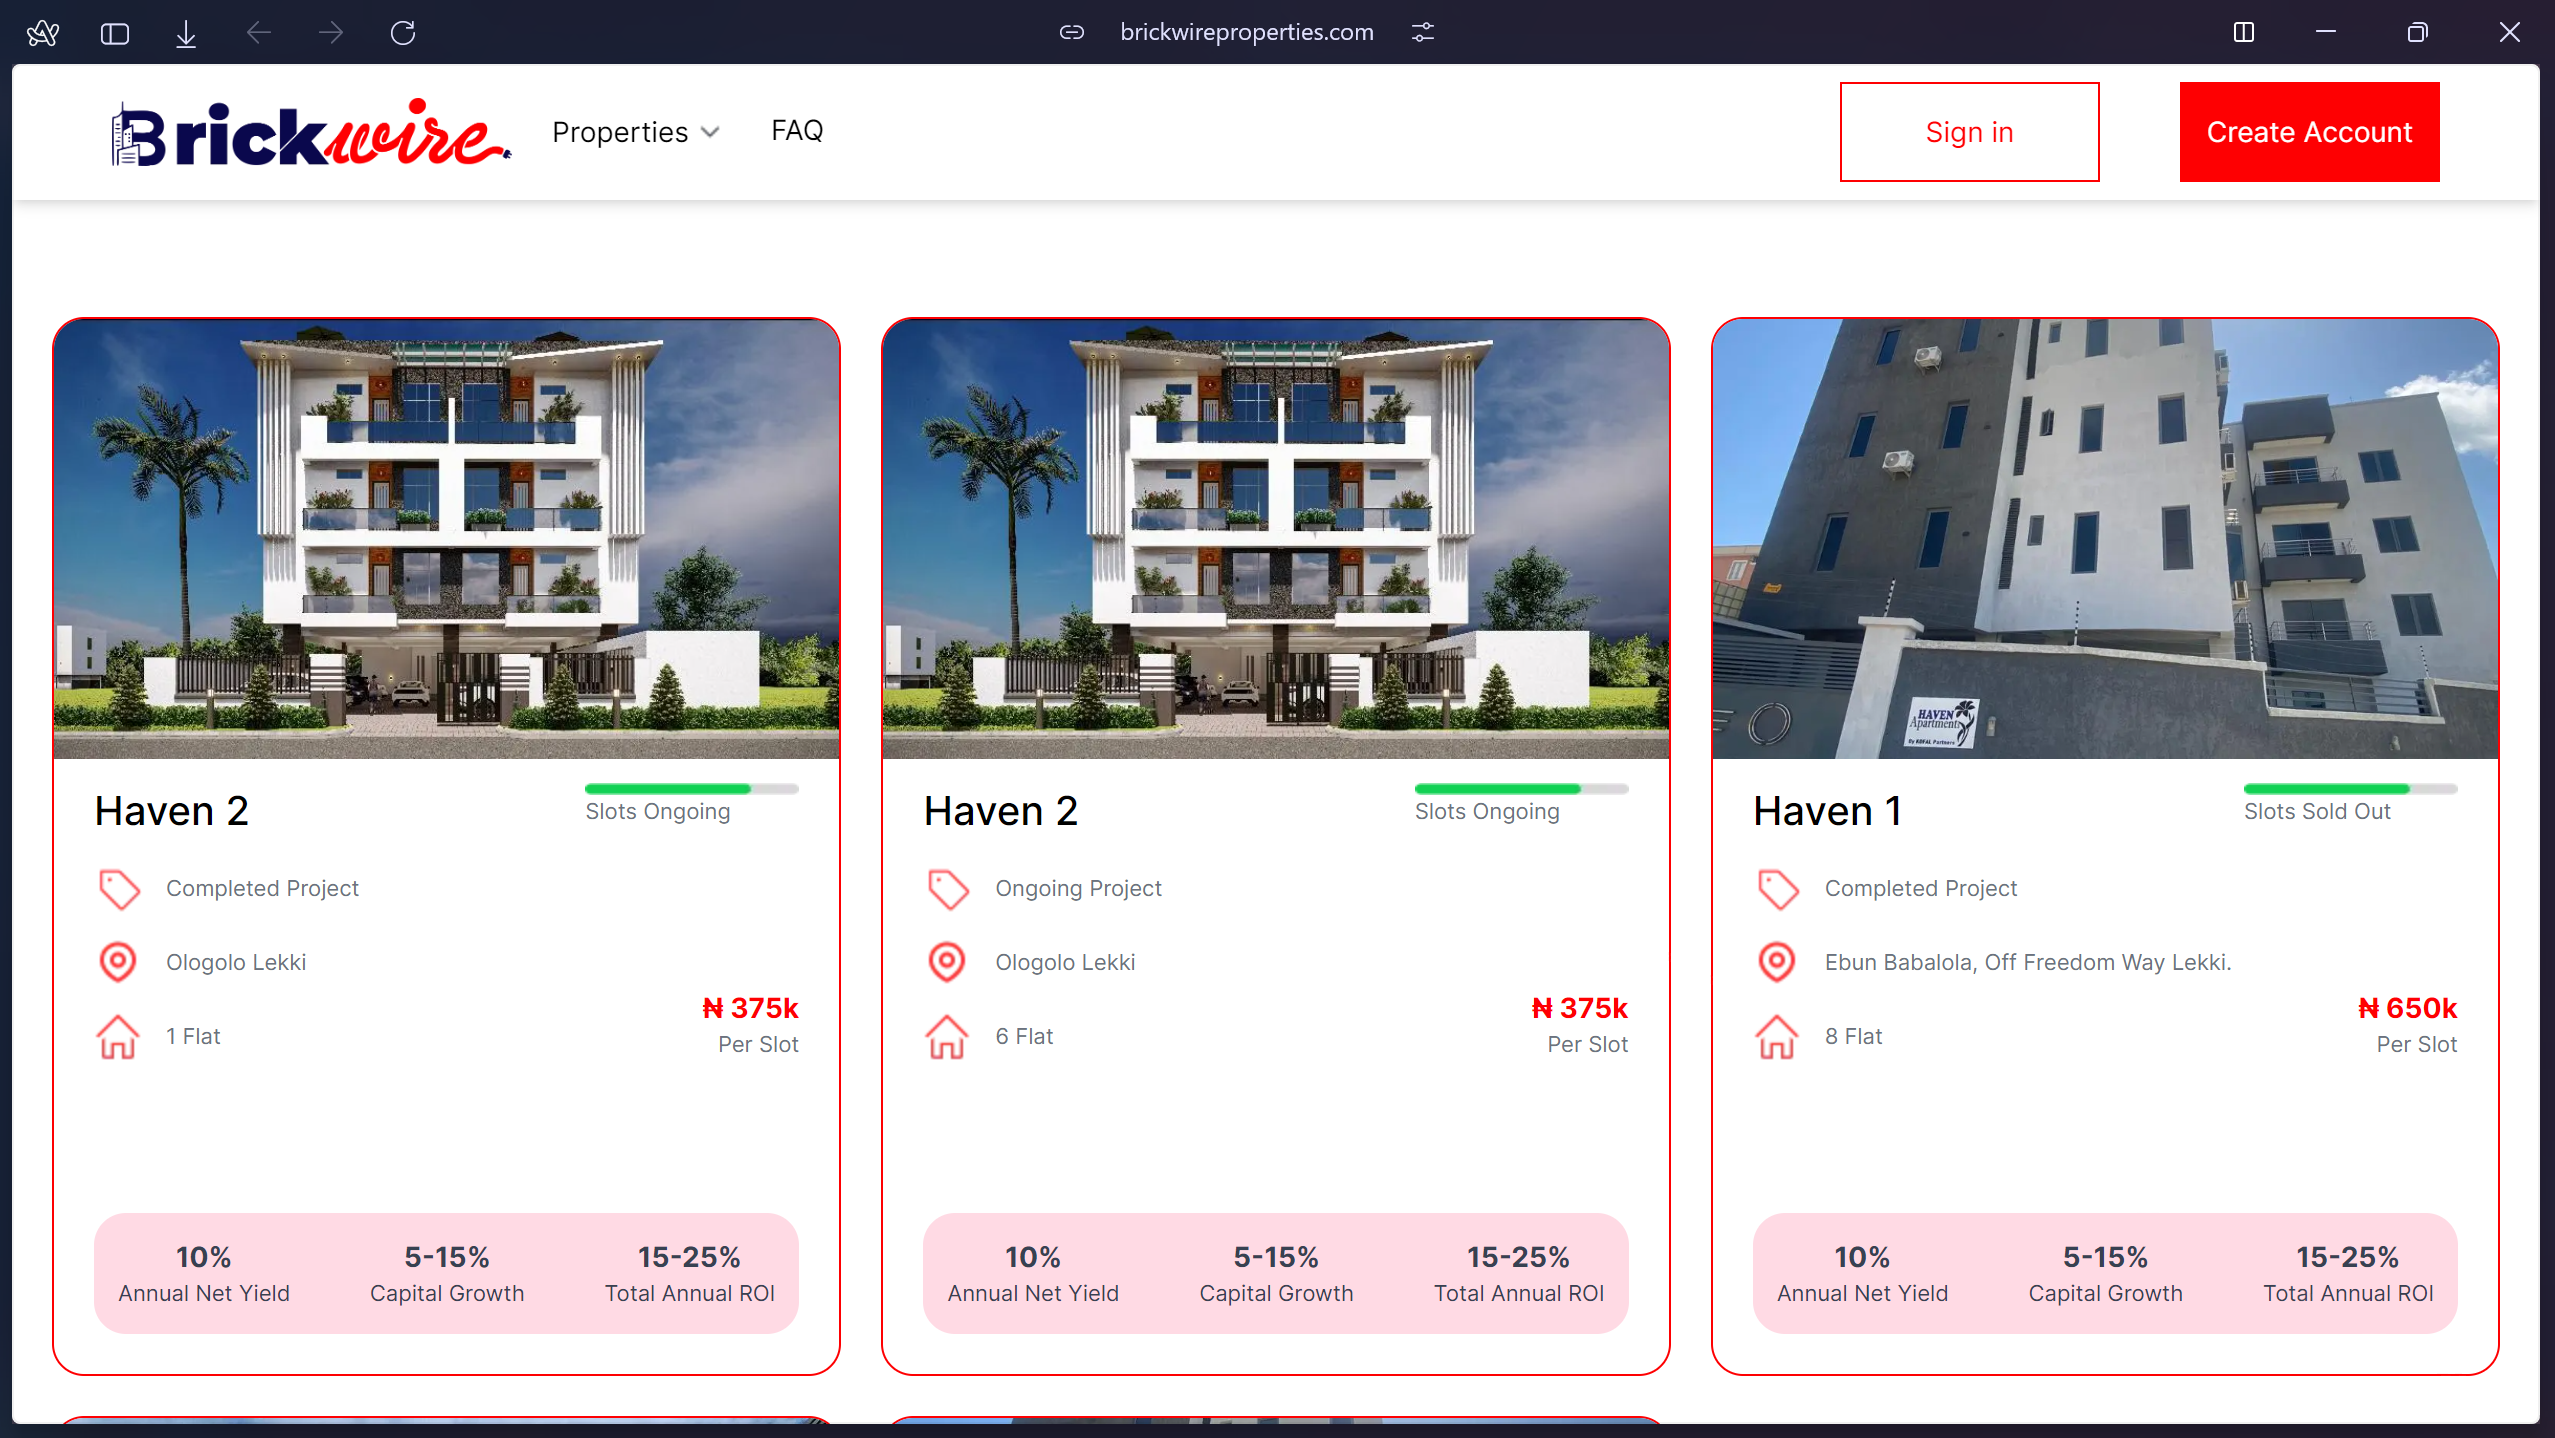 brickwireproperties.com
Brickwire
Properties
FAQ
Sign in
Create Account
HAVEN
Apartments
By KOFAL Partners
Haven 2
Slots Ongoing
Completed Project
Ologolo Lekki
1 Flat
₦ 375k
Per Slot
10%
Annual Net Yield
5-15%
Capital Growth
15-25%
Total Annual ROI
Haven 2
Slots Ongoing
Ongoing Project
Ologolo Lekki
6 Flat
₦ 375k
Per Slot
10%
Annual Net Yield
5-15%
Capital Growth
15-25%
Total Annual ROI
Haven 1
Slots Sold Out
Completed Project
Ebun Babalola, Off Freedom Way Lekki.
8 Flat
₦ 650k
Per Slot
10%
Annual Net Yield
5-15%
Capital Growth
15-25%
Total Annual ROI